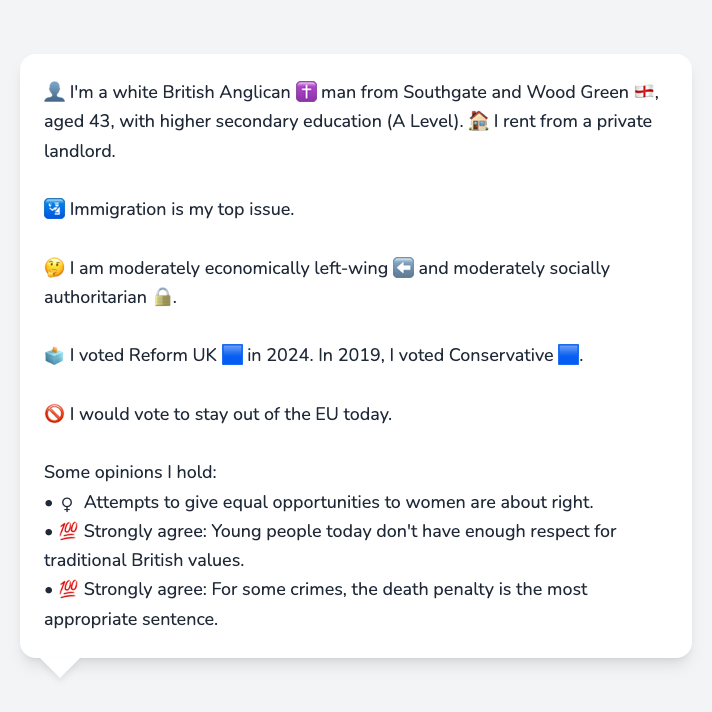 👤 I'm a white British Anglican ✝️ man from Southgate and Wood Green 🏴󠁧󠁢󠁥󠁮󠁧󠁿,
aged 43, with higher secondary education (A Level). 🏠 I rent from a private
landlord.
🛂 Immigration is my top issue.
🤔 I am moderately economically left-wing ⬅️ and moderately socially
authoritarian 🔒.
🗳️ I voted Reform UK 🟦 in 2024. In 2019, I voted Conservative 🟦.
🚫 I would vote to stay out of the EU today.
Some opinions I hold:
• ♀ Attempts to give equal opportunities to women are about right.
• 💯 Strongly agree: Young people today don't have enough respect for
traditional British values.
• 💯 Strongly agree: For some crimes, the death penalty is the most
appropriate sentence.